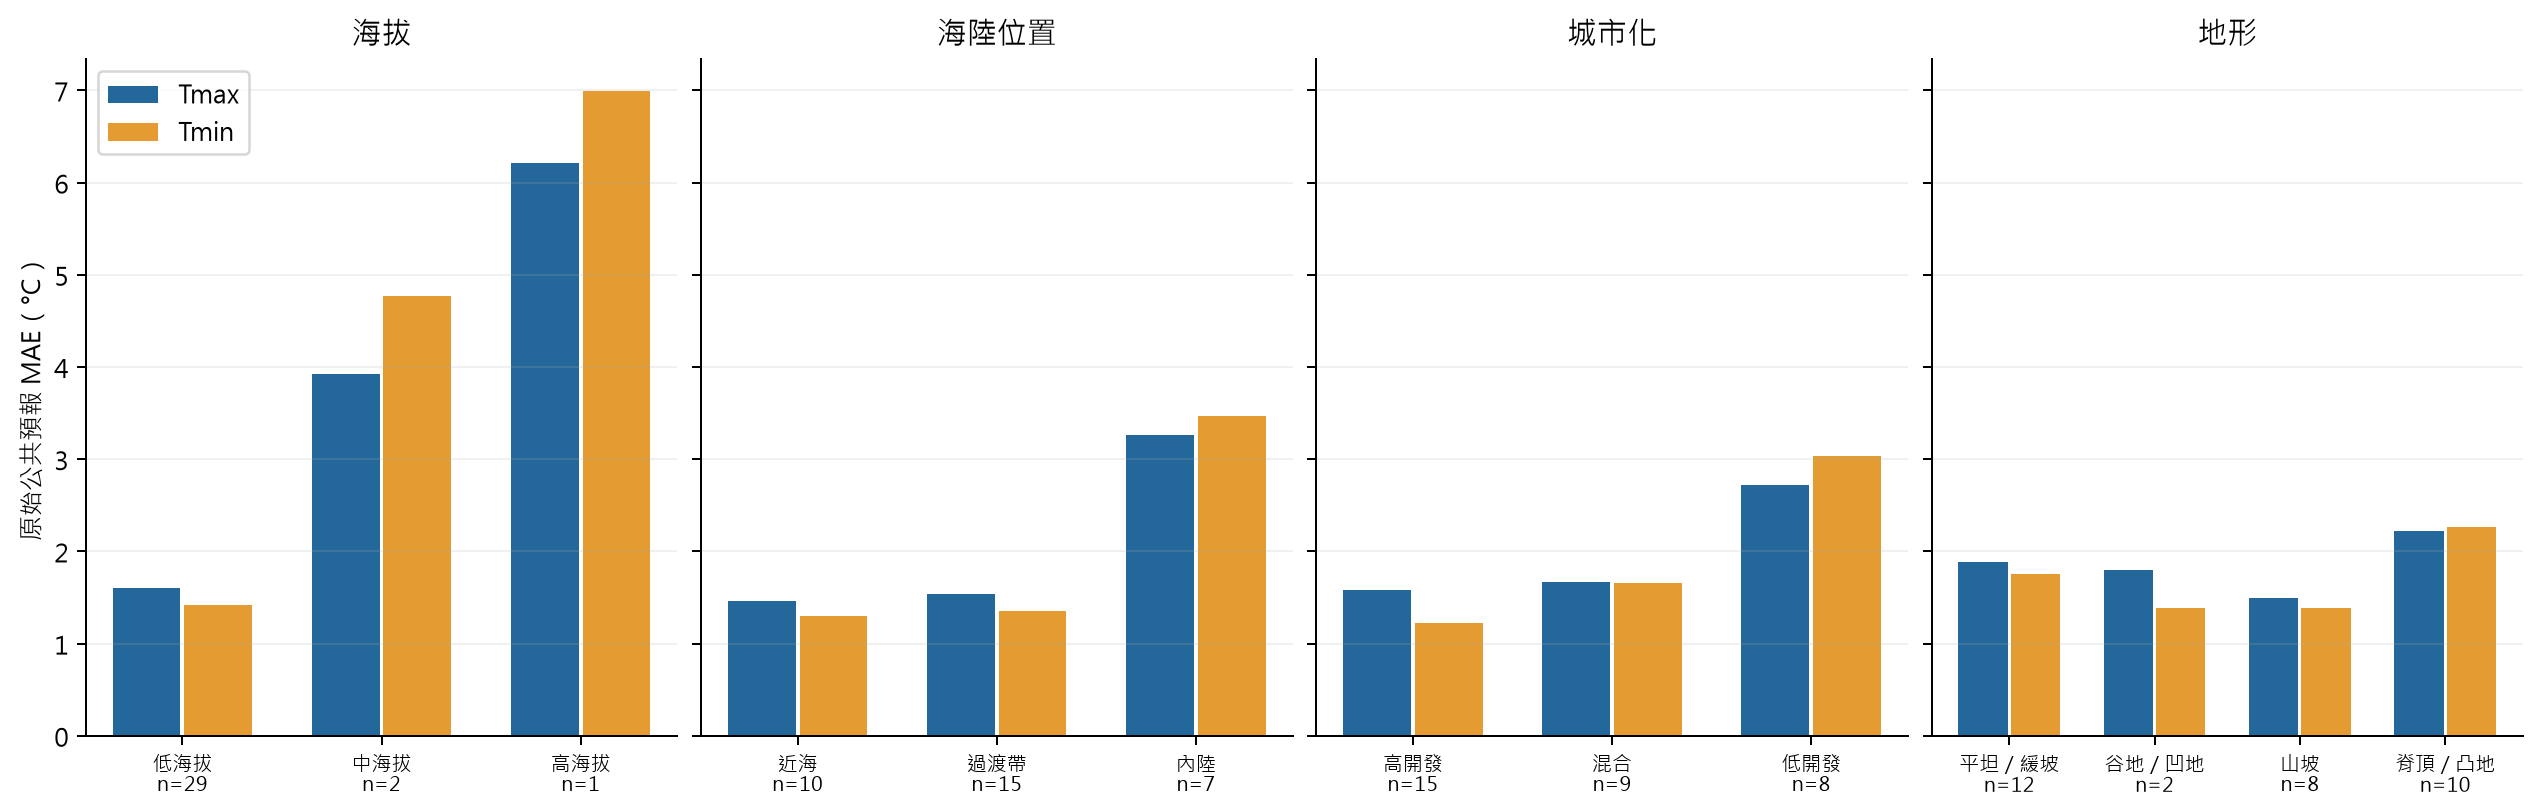 海拔
海陸位置
城市化
地形
Tmax
Tmin
原始公共預報 MAE (°C)
7
6
5
4
3
2
1
0
低海拔
n=29
中海拔
n=2
高海拔
n=1
近海
n=10
過渡帶
n=15
內陸
n=7
高開發
n=15
混合
n=9
低開發
n=8
平坦 / 緩坡
n=12
谷地 / 凹地
n=2
山坡
n=8
脊頂 / 凸地
n=10